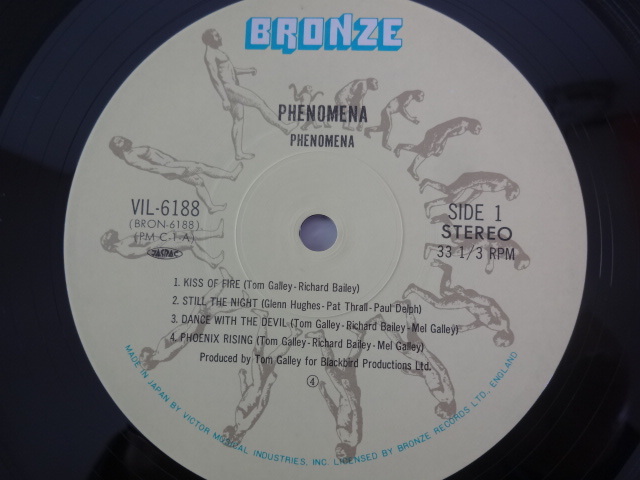 BRONZE
PHENOMENA
PHENOMENA
VIL-6188
(BRON-6188)
(PM C-1-A)
JASRAC
SIDE 1
STEREO
33 1/3 RPM
1. KISS OF FIRE (Tom Galley-Richard Bailey)
2. STILL THE NIGHT (Glenn Hughes-Pat Thrall-Paul Delph)
3. DANCE WITH THE DEVIL (Tom Galley-Richard Bailey-Mel Galley)
4. PHOENIX RISING (Tom Galley-Richard Bailey-Mel Galley)
Produced by Tom Galley for Blackbird Productions Ltd.
④
MADE IN JAPAN BY VICTOR MUSICAL INDUSTRIES, INC. LICENSED BY BRONZE RECORDS LTD., ENGLAND